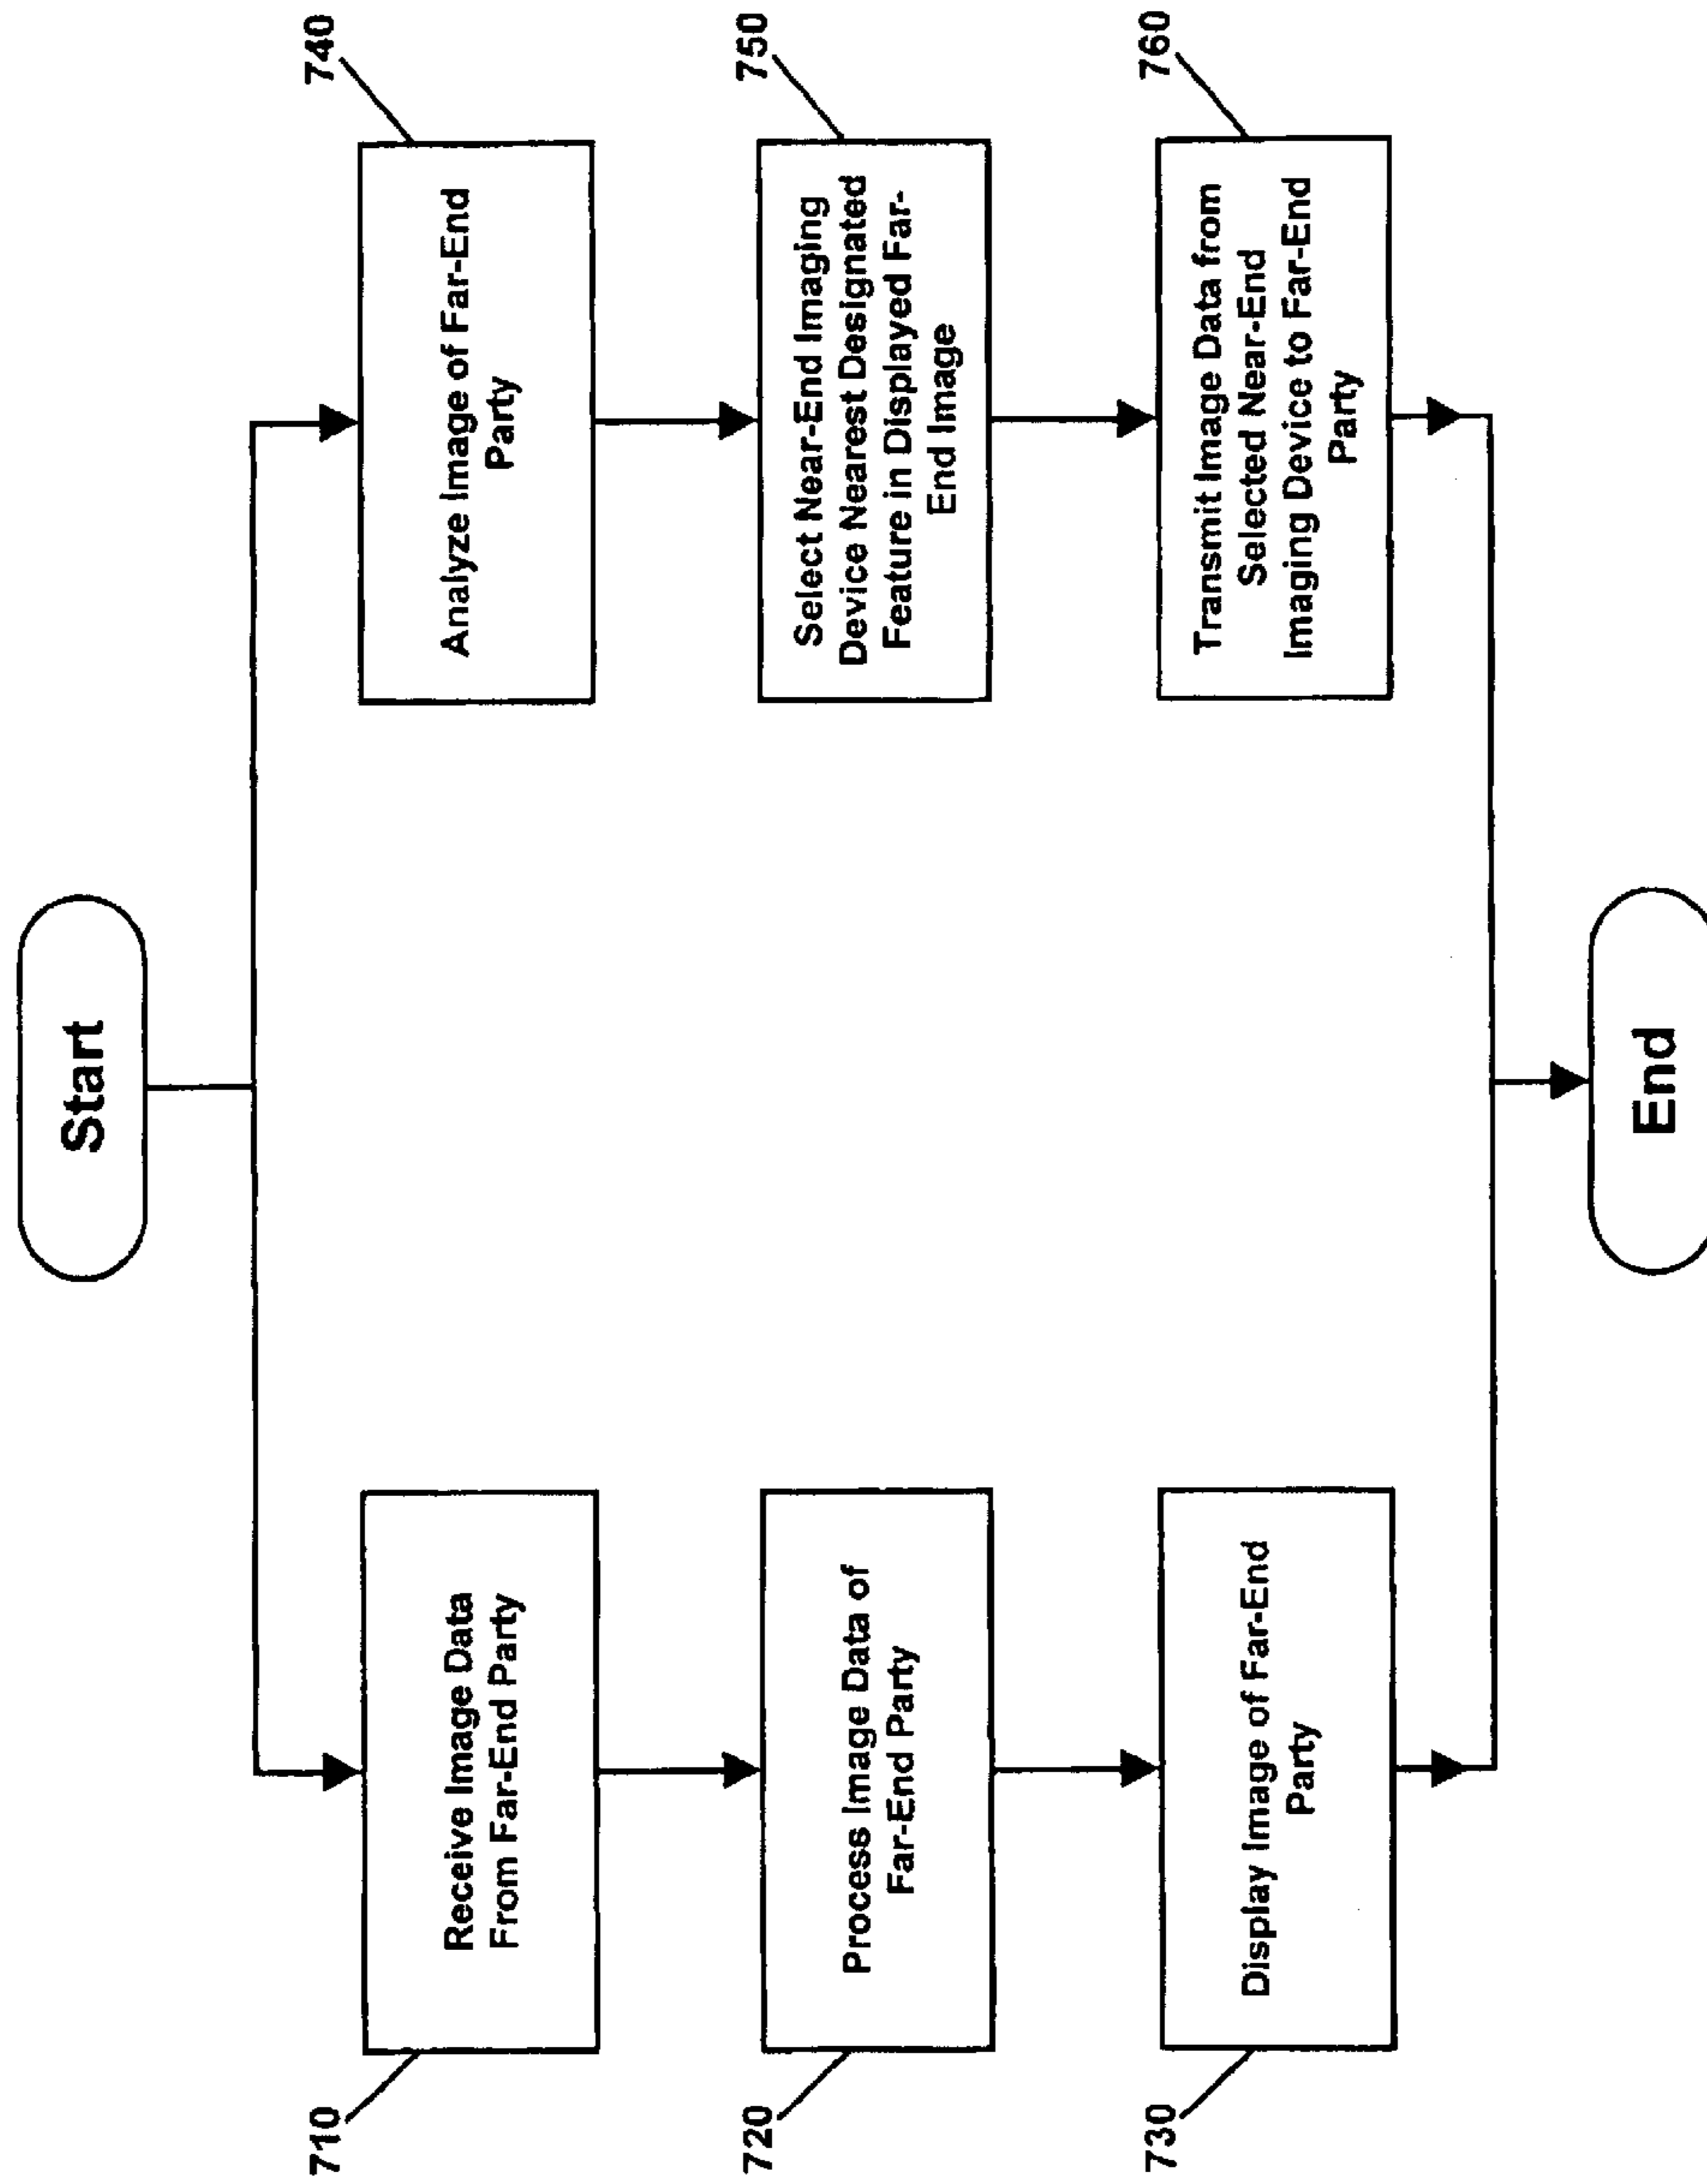 Start
710
Receive Image Data
From Far-End Party
720
Process Image Data of
Far-End Party
730
Display Image of Far-End
Party
740
Analyze Image of Far-End
Party
750
Select Near-End Imaging
Device Nearest Designated
Feature in Displayed Far-
End Image
760
Transmit Image Data from
Selected Near-End
Imaging Device to Far-End
Party
End